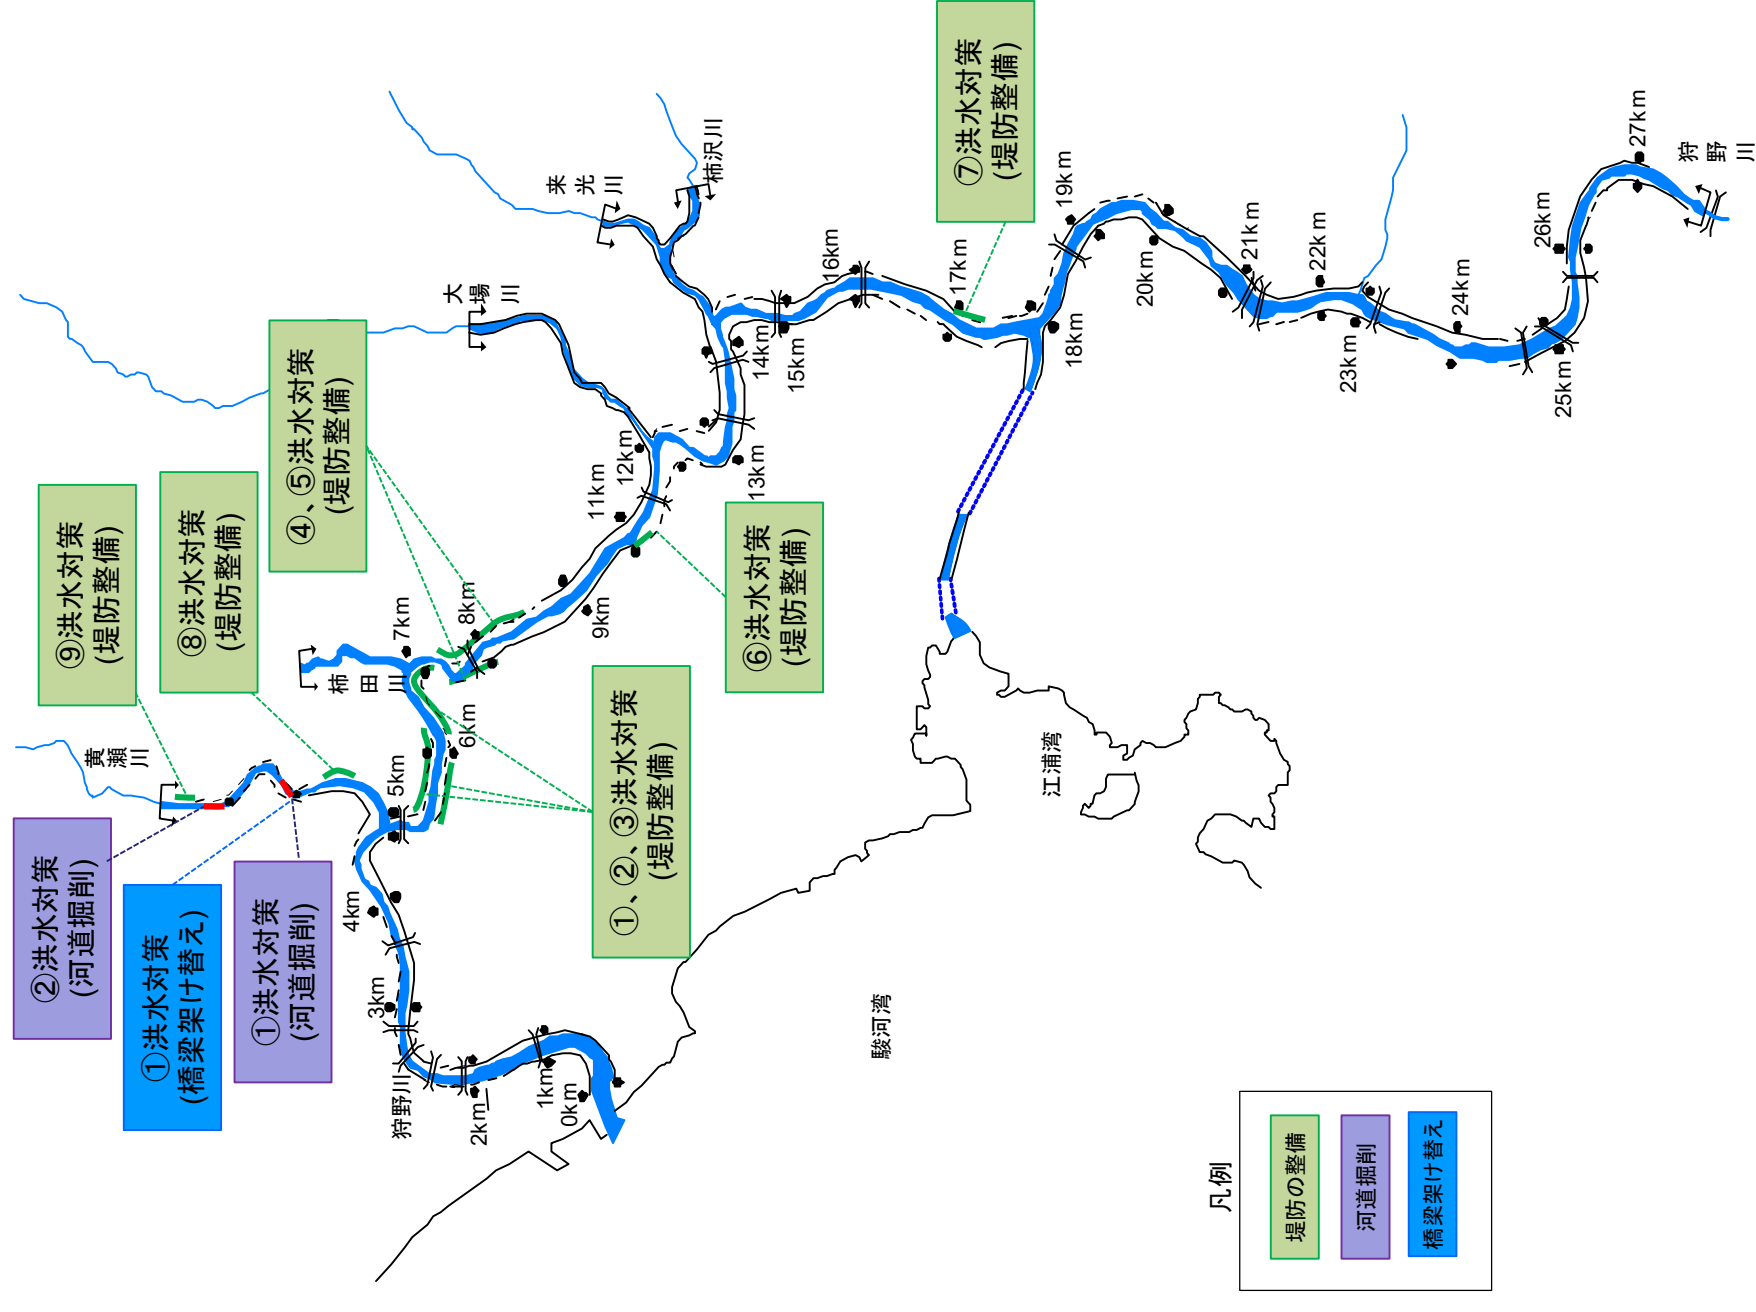 ②洪水対策
(河道掘削)
①洪水対策
(橋梁架け替え)
①洪水対策
(河道掘削)
⑨洪水対策
(堤防整備)
⑧洪水対策
(堤防整備)
④、⑤洪水対策
(堤防整備)
①、②、③洪水対策
(堤防整備)
⑥洪水対策
(堤防整備)
⑦洪水対策
(堤防整備)
黄瀬川
柿田川
大場川
来光川
柿沢川
狩野川
狩野川
0km
1km
2km
3km
4km
5km
6km
7km
8km
9km
11km
12km
13km
14km
15km
16km
17km
18km
19km
20km
21km
22km
23km
24km
25km
26km
27km
江浦湾
駿河湾
凡例
堤防の整備
河道掘削
橋梁架け替え